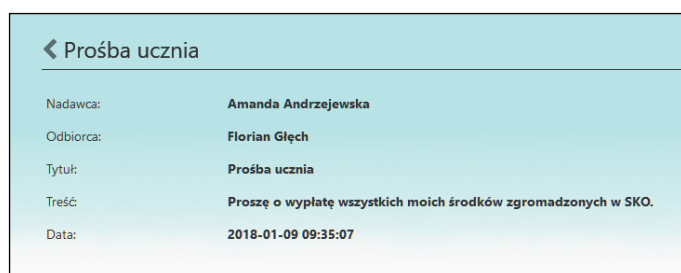 Prośba ucznia
Nadawca: Amanda Andrzejewska
Odbiorca: Florian Głęch
Tytuł: Prośba ucznia
Treść: Proszę o wypłatę wszystkich moich środków zgromadzonych w SKO.
Data: 2018-01-09 09:35:07